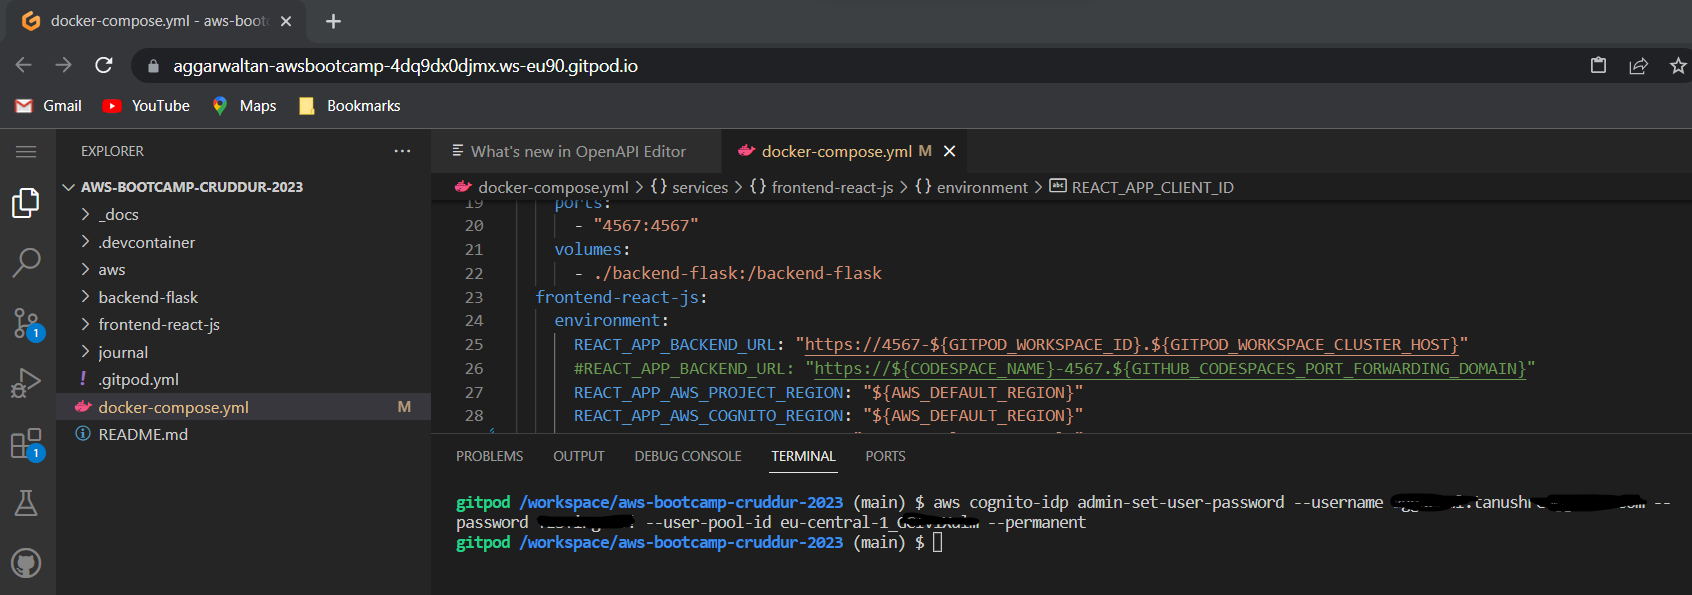 docker-compose.yml - aws-boot
aggarwaltan-awsbootcamp-4dq9dx0djmx.ws-eu90.gitpod.io
Gmail YouTube Maps Bookmarks
EXPLORER
AWS-BOOTCAMP-CRUDDUR-2023
_docs
.devcontainer
aws
backend-flask
frontend-react-js
journal
.gitpod.yml
docker-compose.yml M
README.md
1
1
What's new in OpenAPI Editor docker-compose.yml M
docker-compose.yml > {} services > {} frontend-react-js > {} environment > abc REACT_APP_CLIENT_ID
19 ports:
20 - "4567:4567"
21 volumes:
22 - ./backend-flask:/backend-flask
23 frontend-react-js:
24 environment:
25 REACT_APP_BACKEND_URL: "https://4567-${GITPOD_WORKSPACE_ID}.${GITPOD_WORKSPACE_CLUSTER_HOST}"
26 #REACT_APP_BACKEND_URL: "https://${CODESPACE_NAME}-4567.${GITHUB_CODESPACES_PORT_FORWARDING_DOMAIN}"
27 REACT_APP_AWS_PROJECT_REGION: "${AWS_DEFAULT_REGION}"
28 REACT_APP_AWS_COGNITO_REGION: "${AWS_DEFAULT_REGION}"
PROBLEMS OUTPUT DEBUG CONSOLE TERMINAL PORTS
gitpod /workspace/aws-bootcamp-cruddur-2023 (main) $ aws cognito-idp admin-set-user-password --username --
password --user-pool-id eu-central-1_ --permanent
gitpod /workspace/aws-bootcamp-cruddur-2023 (main) $